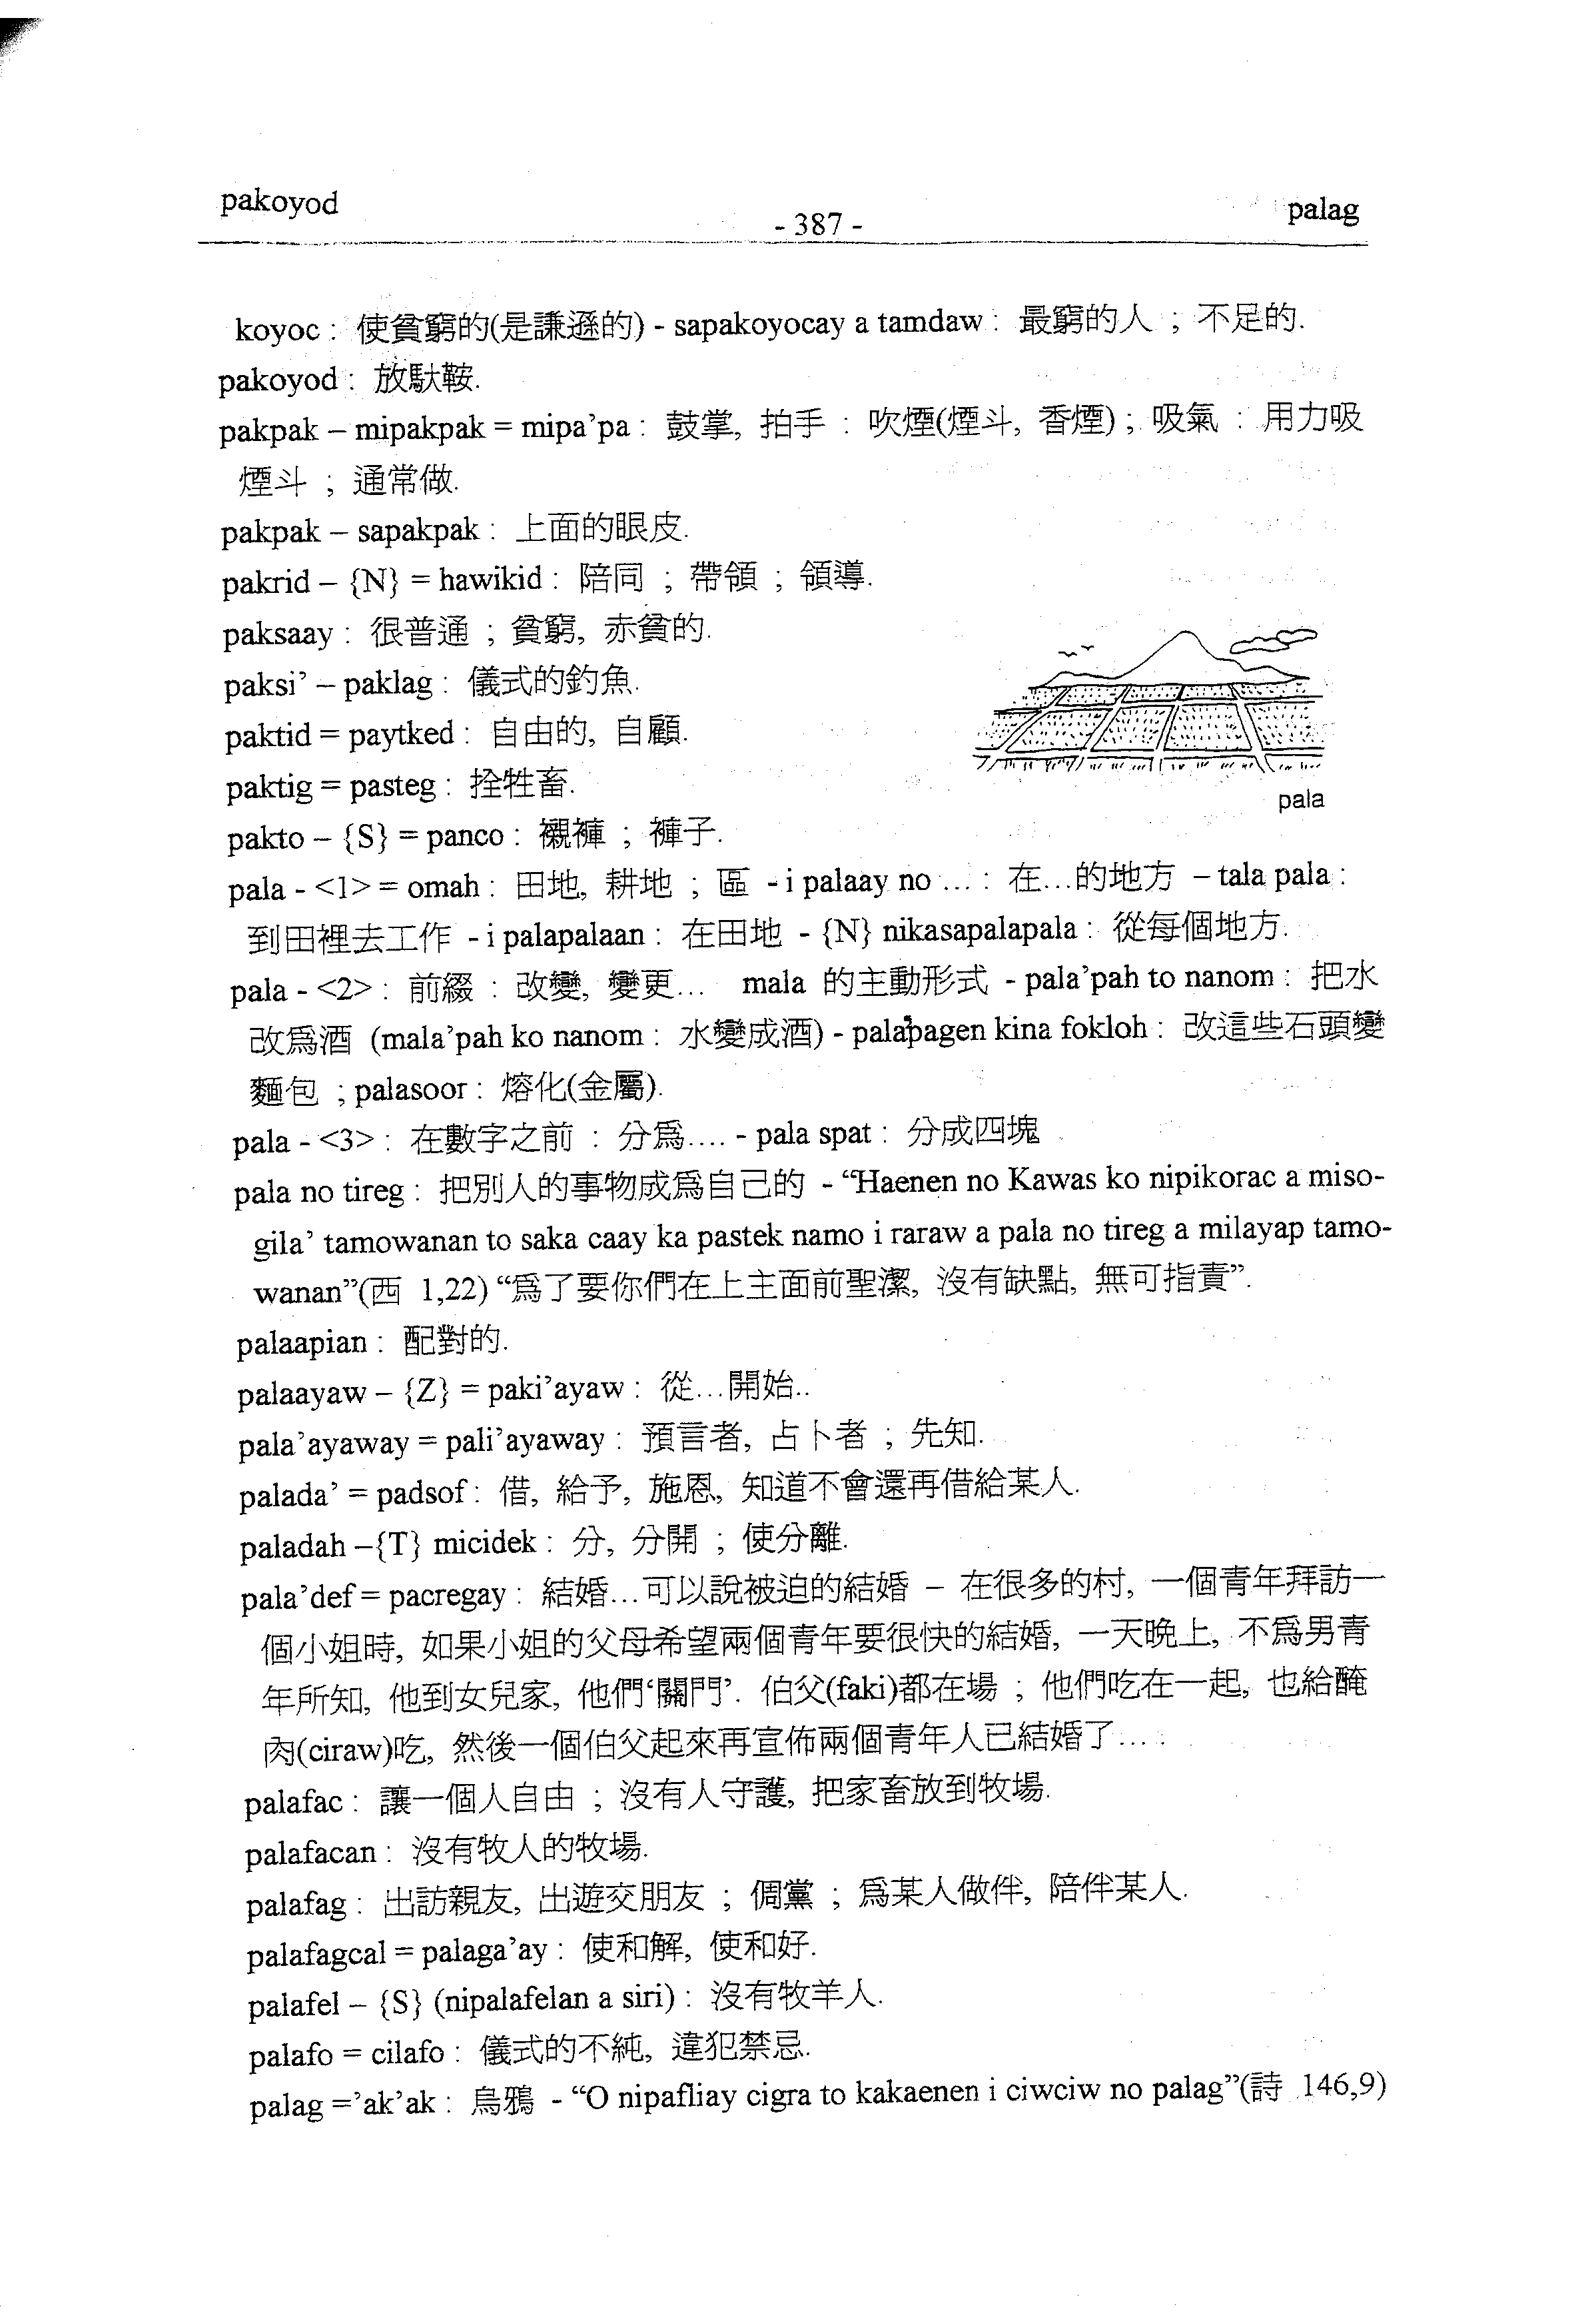 pakoyod
- 387 -
palag
koyoc : 使貧窮的(是謙遜的) - sapakoyocay a tamdaw : 最窮的人 ; 不足的.
pakoyod : 放馱鞍.
pakpak – mipakpak = mipa’pa : 鼓掌, 拍手 : 吹煙(煙斗, 香煙) ; 吸氣 : 用力吸
煙斗 ; 通常做.
pakpak – sapakpak : 上面的眼皮.
pakrid – {N} = hawikid : 陪同 ; 帶領 ; 領導.
paksaay : 很普通 ; 貧窮, 赤貧的.
paksi’ – paklag : 儀式的釣魚.
paktid = paytked : 自由的, 自顧.
paktig = pasteg : 拴牲畜.
pakto – {S} = panco : 襯褲 ; 褲子.
pala
pala - <1> = omah : 田地, 耕地 ; 區 - i palaay no ... : 在...的地方 – tala pala :
到田裡去工作 - i palapalaan : 在田地 - {N} nikasapalapala : 從每個地方.
pala - <2> : 前綴 : 改變, 變更... mala 的主動形式 - pala’pah to nanom : 把水
改爲酒 (mala’pah ko nanom : 水變成酒) - palapagen kina fokloh : 改這些石頭變
麵包 ; palasoor : 熔化(金屬).
pala - <3> : 在數字之前 : 分爲.... - pala spat : 分成四塊
pala no tireg : 把別人的事物成爲自己的 - “Haenen no Kawas ko nipikorac a miso-
gila’ tamowanan to saka caay ka pastek namo i raraw a pala no tireg a milayap tamo-
wanan”(西 1,22) “爲了要你們在上主面前聖潔, 沒有缺點, 無可指責”.
palaapian : 配對的.
palaayaw – {Z} = paki’ayaw : 從...開始..
pala’ayaway = pali’ayaway : 預言者, 占卜者 ; 先知.
palada’ = padsof : 借, 給予, 施恩, 知道不會還再借給某人.
paladah –{T} micidek : 分, 分開 ; 使分離.
pala’def = pacregay : 結婚...可以說被迫的結婚 – 在很多的村, 一個青年拜訪一
個小姐時, 如果小姐的父母希望兩個青年要很快的結婚, 一天晚上, 不爲男青
年所知, 他到女兒家, 他們‘關門’. 伯父(faki)都在場 ; 他們吃在一起, 也給醃
肉(ciraw)吃, 然後一個伯父起來再宣佈兩個青年人已結婚了....
palafac : 讓一個人自由 ; 沒有人守護, 把家畜放到牧場.
palafacan : 沒有牧人的牧場.
palafag : 出訪親友, 出遊交朋友 ; 倜黨 ; 爲某人做伴, 陪伴某人.
palafagcal = palaga’ay : 使和解, 使和好.
palafel – {S} (nipalafelan a siri) : 沒有牧羊人.
palafo = cilafo : 儀式的不純, 違犯禁忌.
palag =’ak’ak : 烏鴉 - “O nipafliay cigra to kakaenen i ciwciw no palag”(詩 146,9)